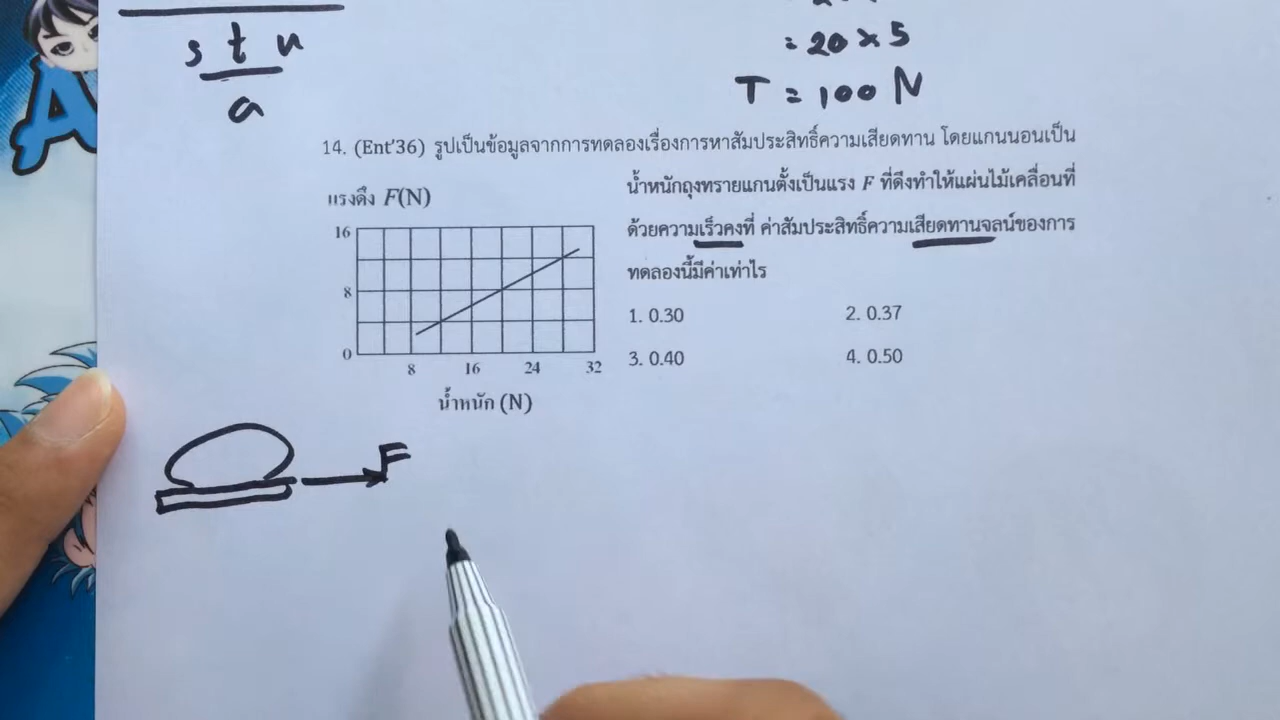 s t u
a
= 20 × 5
T = 100 N
14. (Ent'36) รูปเป็นข้อมูลจากการทดลองเรื่องการหาสัมประสิทธิ์ความเสียดทาน โดยแกนนอนเป็น
น้ำหนักถุงทรายแกนตั้งเป็นแรง F ที่ดึงทำให้แผ่นไม้เคลื่อนที่
ด้วยความเร็วคงที่ ค่าสัมประสิทธิ์ความเสียดทานจลน์ของการ
ทดลองนี้มีค่าเท่าไร
1. 0.30 2. 0.37
3. 0.40 4. 0.50
แรงดึง F(N)
16
8
0
8 16 24 32
น้ำหนัก (N)
F
A